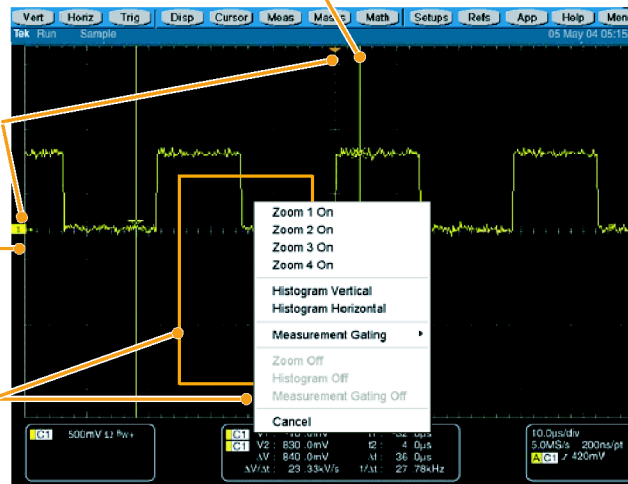 Vert Horiz Trig Disp Cursor Meas Masks Math Setups Refs App Help Men
Tek Run Sample 05 May 04 05:15
1
Zoom 1 On
Zoom 2 On
Zoom 3 On
Zoom 4 On
Histogram Vertical
Histogram Horizontal
Measurement Gating
Zoom Off
Histogram Off
Measurement Gating Off
Cancel
C1 500mV Ω
C1
C1 V2 : 830.0mV t2 : 4.0µs
ΔV : 840.0mV Δt : 36.0µs
ΔV/Δt : 23.33kV/s 1/Δt : 27.78kHz
10.0µs/div
5.0MS/s 200ns/pt
A C1 420mV